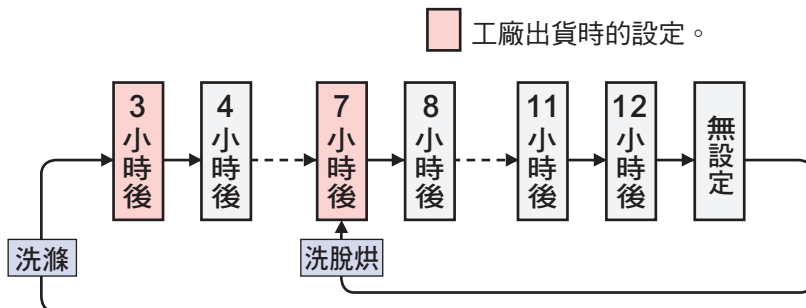 工廠出貨時的設定。
3小時後
4小時後
7小時後
8小時後
11小時後
12小時後
無設定
洗滌
洗脫烘